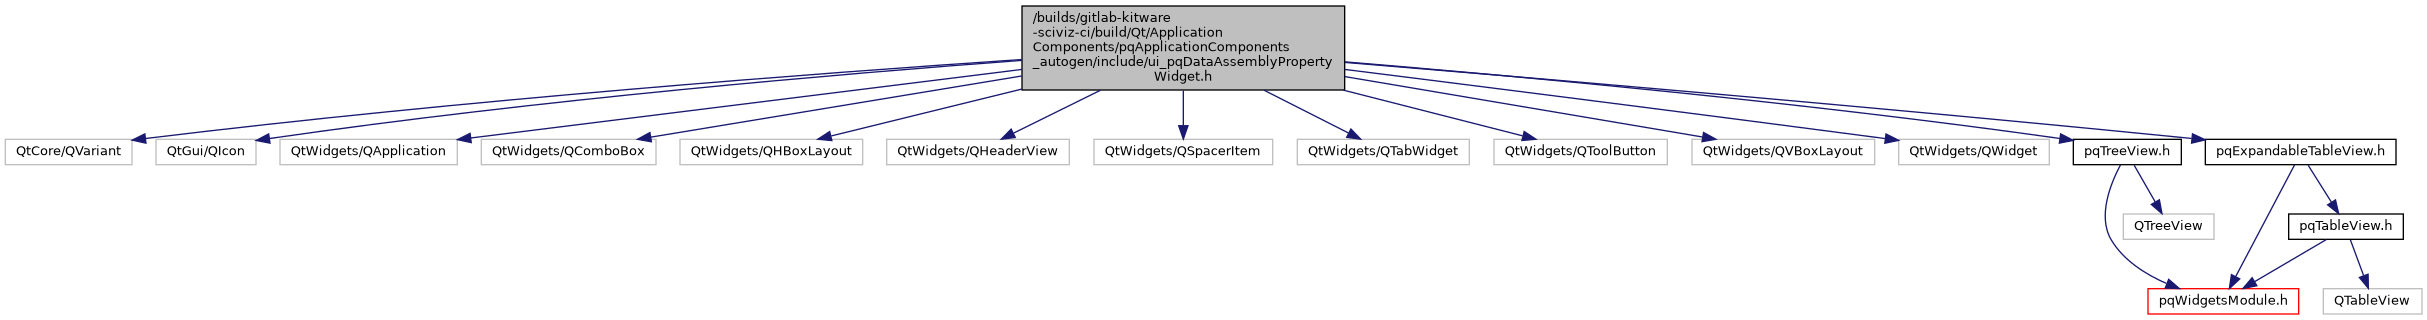 /builds/gitlab-kitware
-sciviz-ci/build/Qt/Application
Components/pqApplicationComponents
_autogen/include/ui_pqDataAssemblyProperty
Widget.h
QtCore/QVariant
QtGui/QIcon
QtWidgets/QApplication
QtWidgets/QComboBox
QtWidgets/QHBoxLayout
QtWidgets/QHeaderView
QtWidgets/QSpacerItem
QtWidgets/QTabWidget
QtWidgets/QToolButton
QtWidgets/QVBoxLayout
QtWidgets/QWidget
pqTreeView.h
pqExpandableTableView.h
QTreeView
pqTableView.h
pqWidgetsModule.h
QTableView